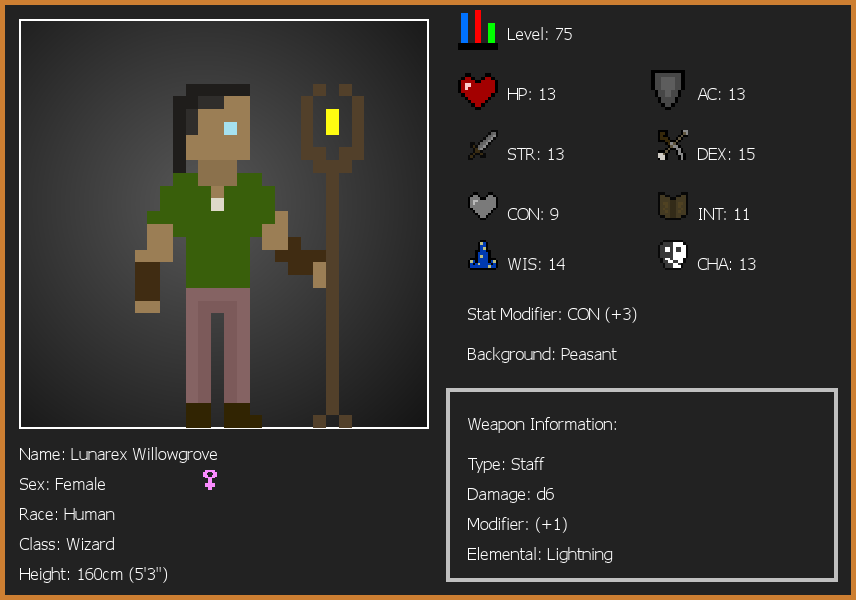 Level: 75
HP: 13
AC: 13
STR: 13
DEX: 15
CON: 9
INT: 11
WIS: 14
CHA: 13
Stat Modifier: CON (+3)
Background: Peasant
Weapon Information:
Type: Staff
Damage: d6
Modifier: (+1)
Elemental: Lightning
Name: Lunarex Willowgrove
Sex: Female
Race: Human
Class: Wizard
Height: 160cm (5'3")